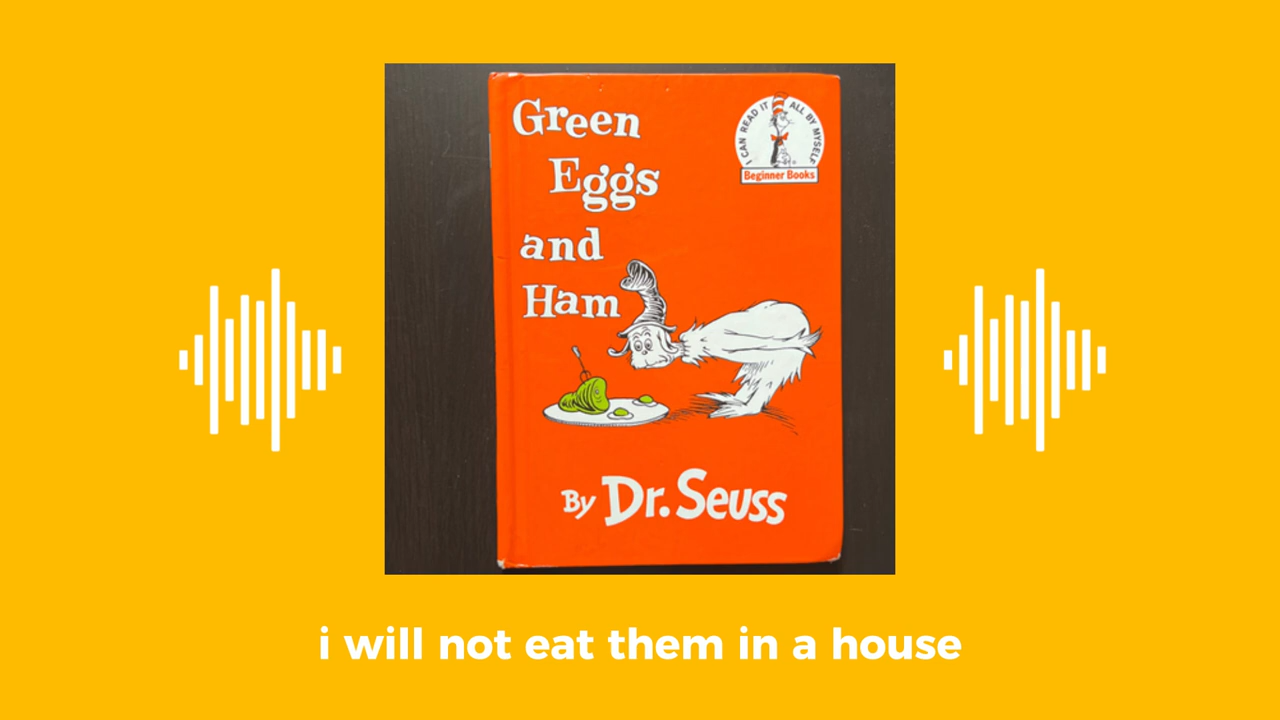 Green
Eggs
and
Ham
I CAN READ IT ALL BY MYSELF
Beginner Books
By Dr. Seuss
i will not eat them in a house